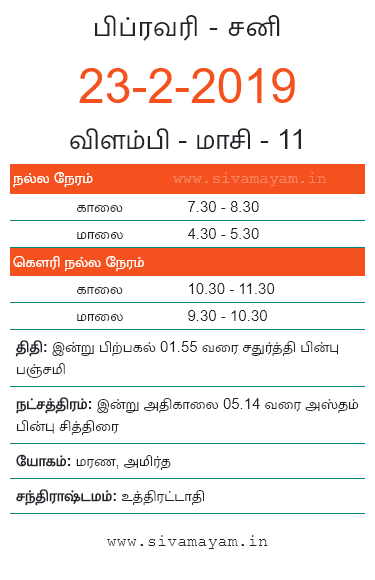 பிப்ரவரி - சனி
23-2-2019
விளம்பி - மாசி - 11
நல்ல நேரம் www.sivamayam.in
காலை 7.30 - 8.30
மாலை 4.30 - 5.30
கௌரி நல்ல நேரம்
காலை 10.30 - 11.30
மாலை 9.30 - 10.30
திதி: இன்று பிற்பகல் 01.55 வரை சதுர்த்தி பின்பு
பஞ்சமி
நட்சத்திரம்: இன்று அதிகாலை 05.14 வரை அஸ்தம்
பின்பு சித்திரை
யோகம்: மரண, அமிர்த
சந்திராஷ்டமம்: உத்திரட்டாதி
www.sivamayam.in